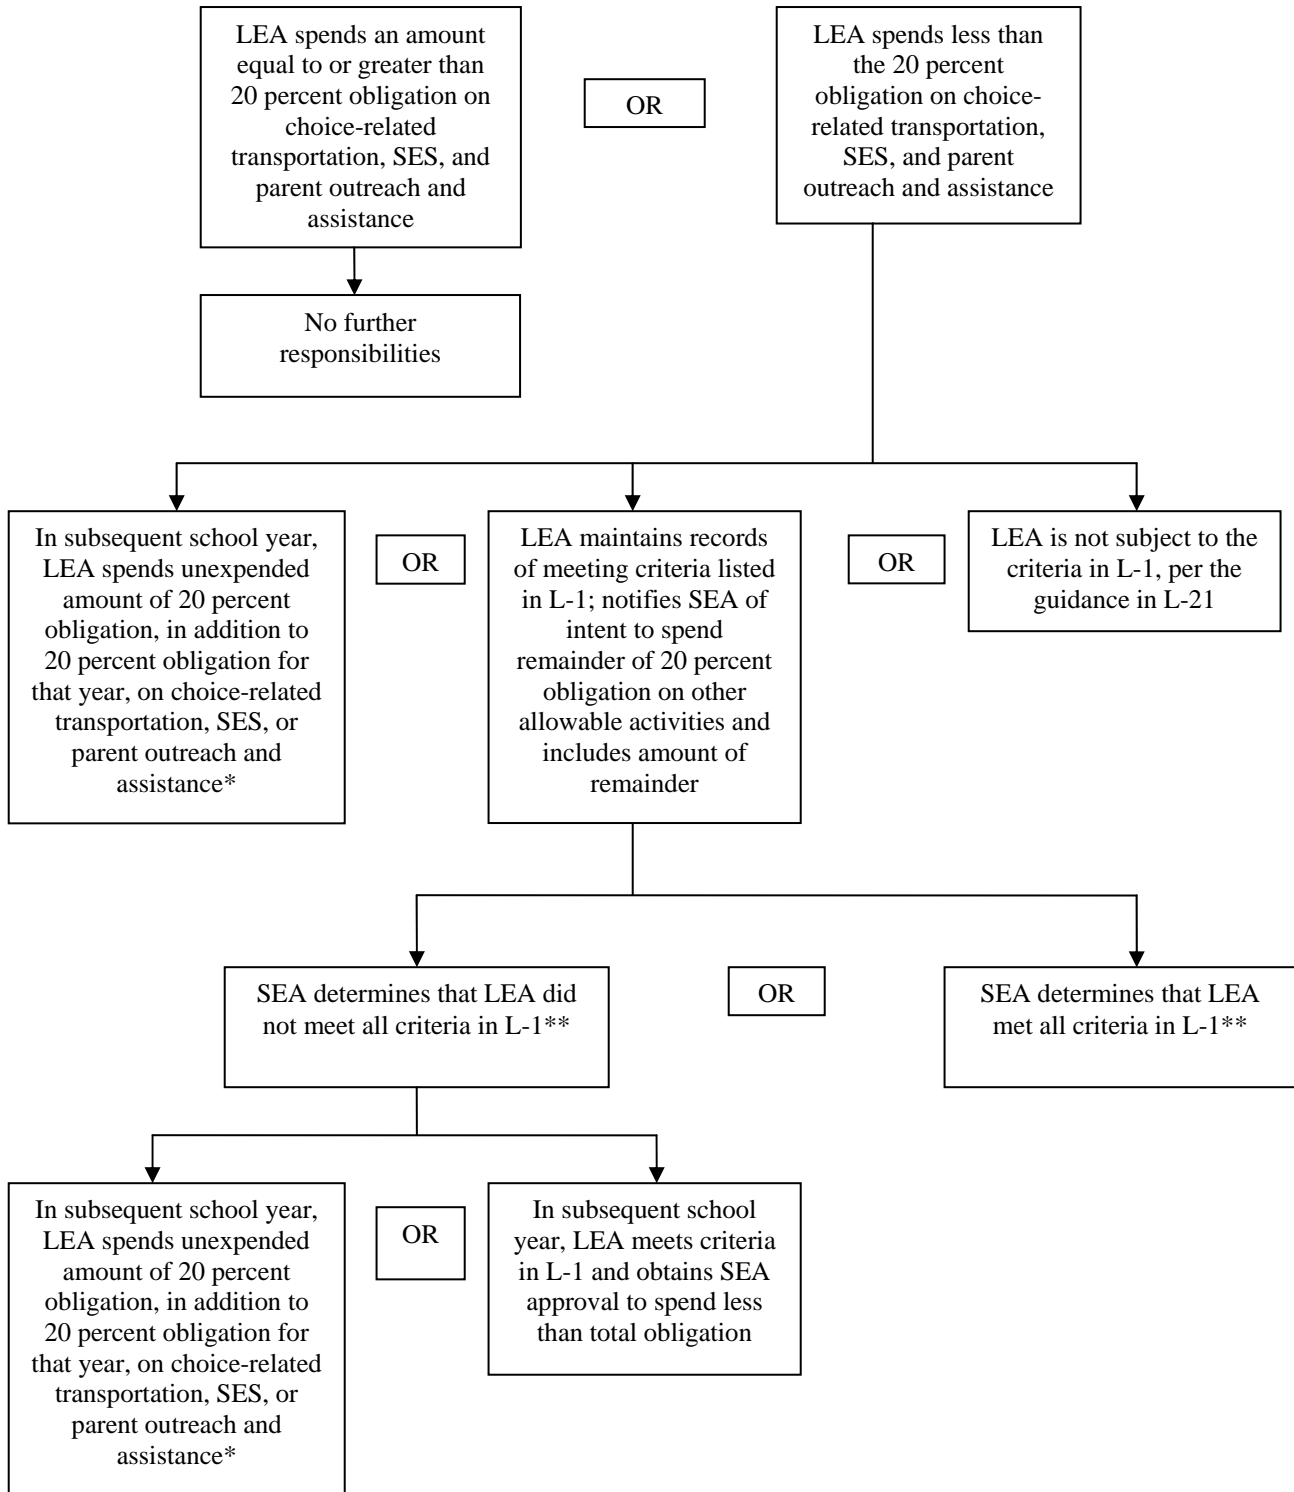 LEA spends an amount
equal to or greater than
20 percent obligation on
choice-related
transportation, SES, and
parent outreach and
assistance
OR
LEA spends less than
the 20 percent
obligation on choice-
related transportation,
SES, and parent
outreach and assistance
No further
responsibilities
In subsequent school year,
LEA spends unexpended
amount of 20 percent
obligation, in addition to
20 percent obligation for
that year, on choice-related
transportation, SES, or
parent outreach and
assistance*
OR
LEA maintains records
of meeting criteria listed
in L-1; notifies SEA of
intent to spend
remainder of 20 percent
obligation on other
allowable activities and
includes amount of
remainder
OR
LEA is not subject to the
criteria in L-1, per the
guidance in L-21
SEA determines that LEA did
not meet all criteria in L-1**
OR
SEA determines that LEA
met all criteria in L-1**
In subsequent school year,
LEA spends unexpended
amount of 20 percent
obligation, in addition to
20 percent obligation for
that year, on choice-related
transportation, SES, or
parent outreach and
assistance*
OR
In subsequent school
year, LEA meets criteria
in L-1 and obtains SEA
approval to spend less
than total obligation